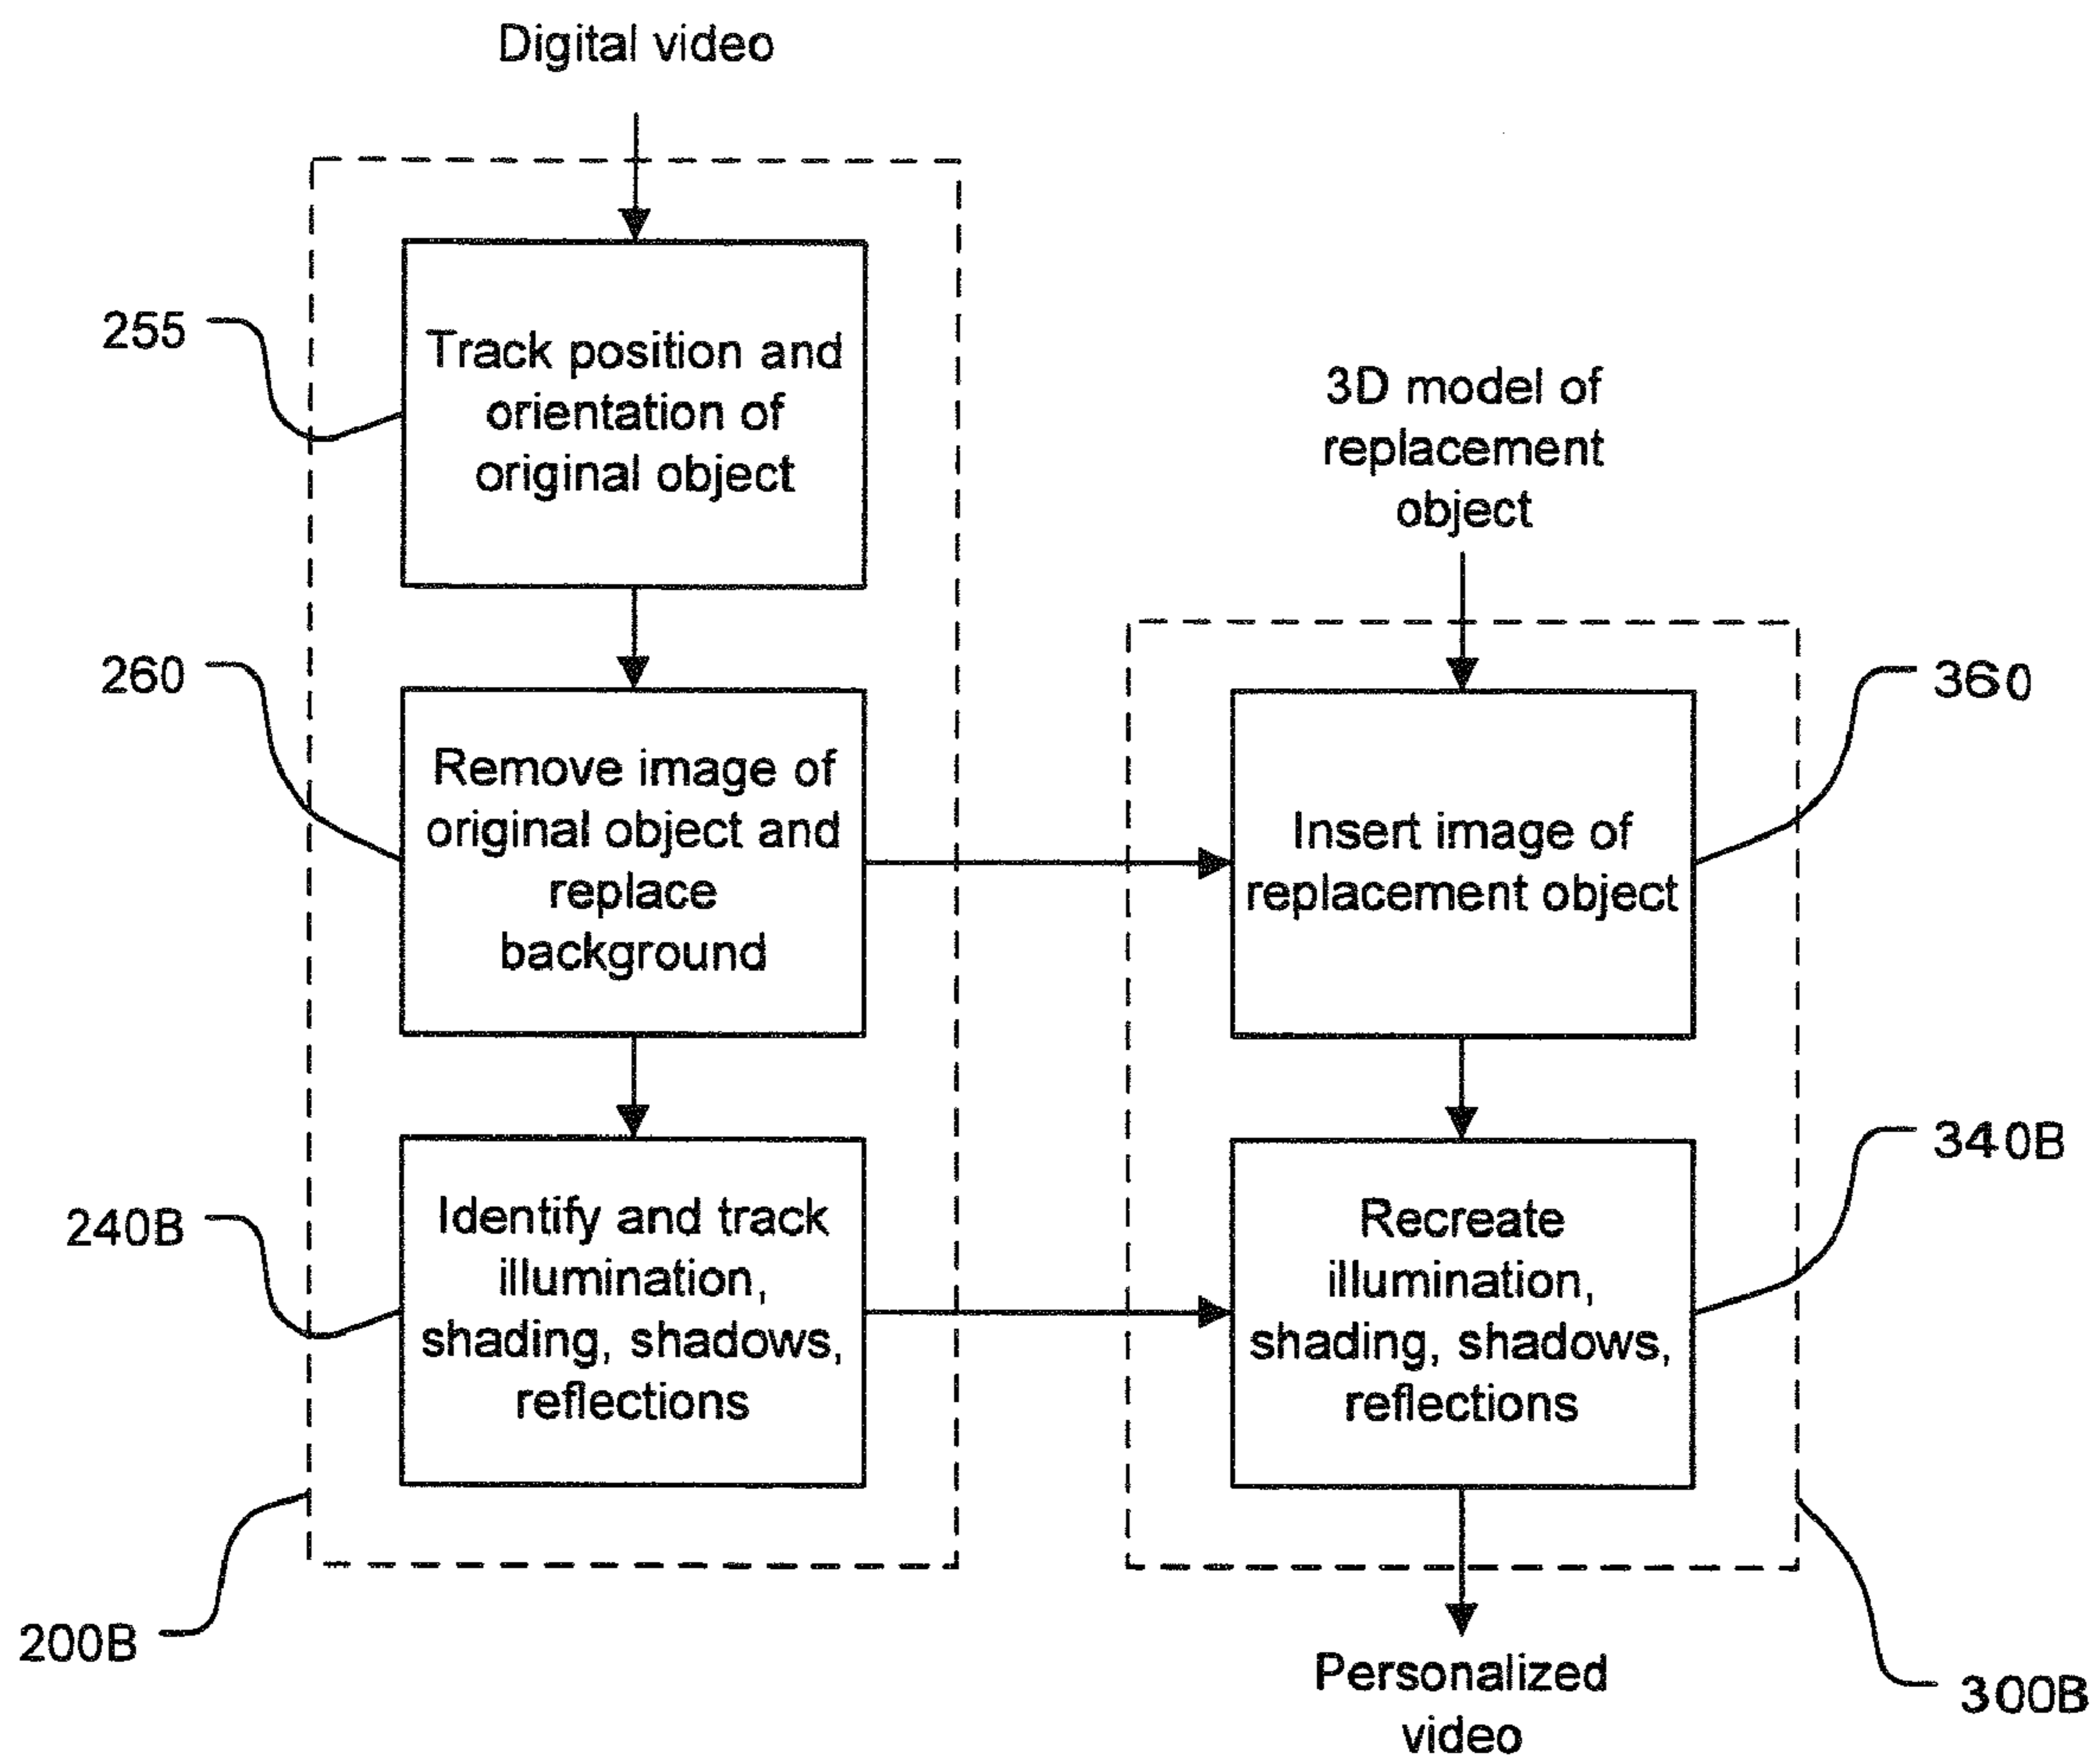 Digital video
255
Track position and
orientation of
original object
260
Remove image of
original object and
replace
background
240B
Identify and track
illumination,
shading, shadows,
reflections
200B
3D model of
replacement
object
360
Insert image of
replacement object
340B
Recreate
illumination,
shading, shadows,
reflections
300B
Personalized
video